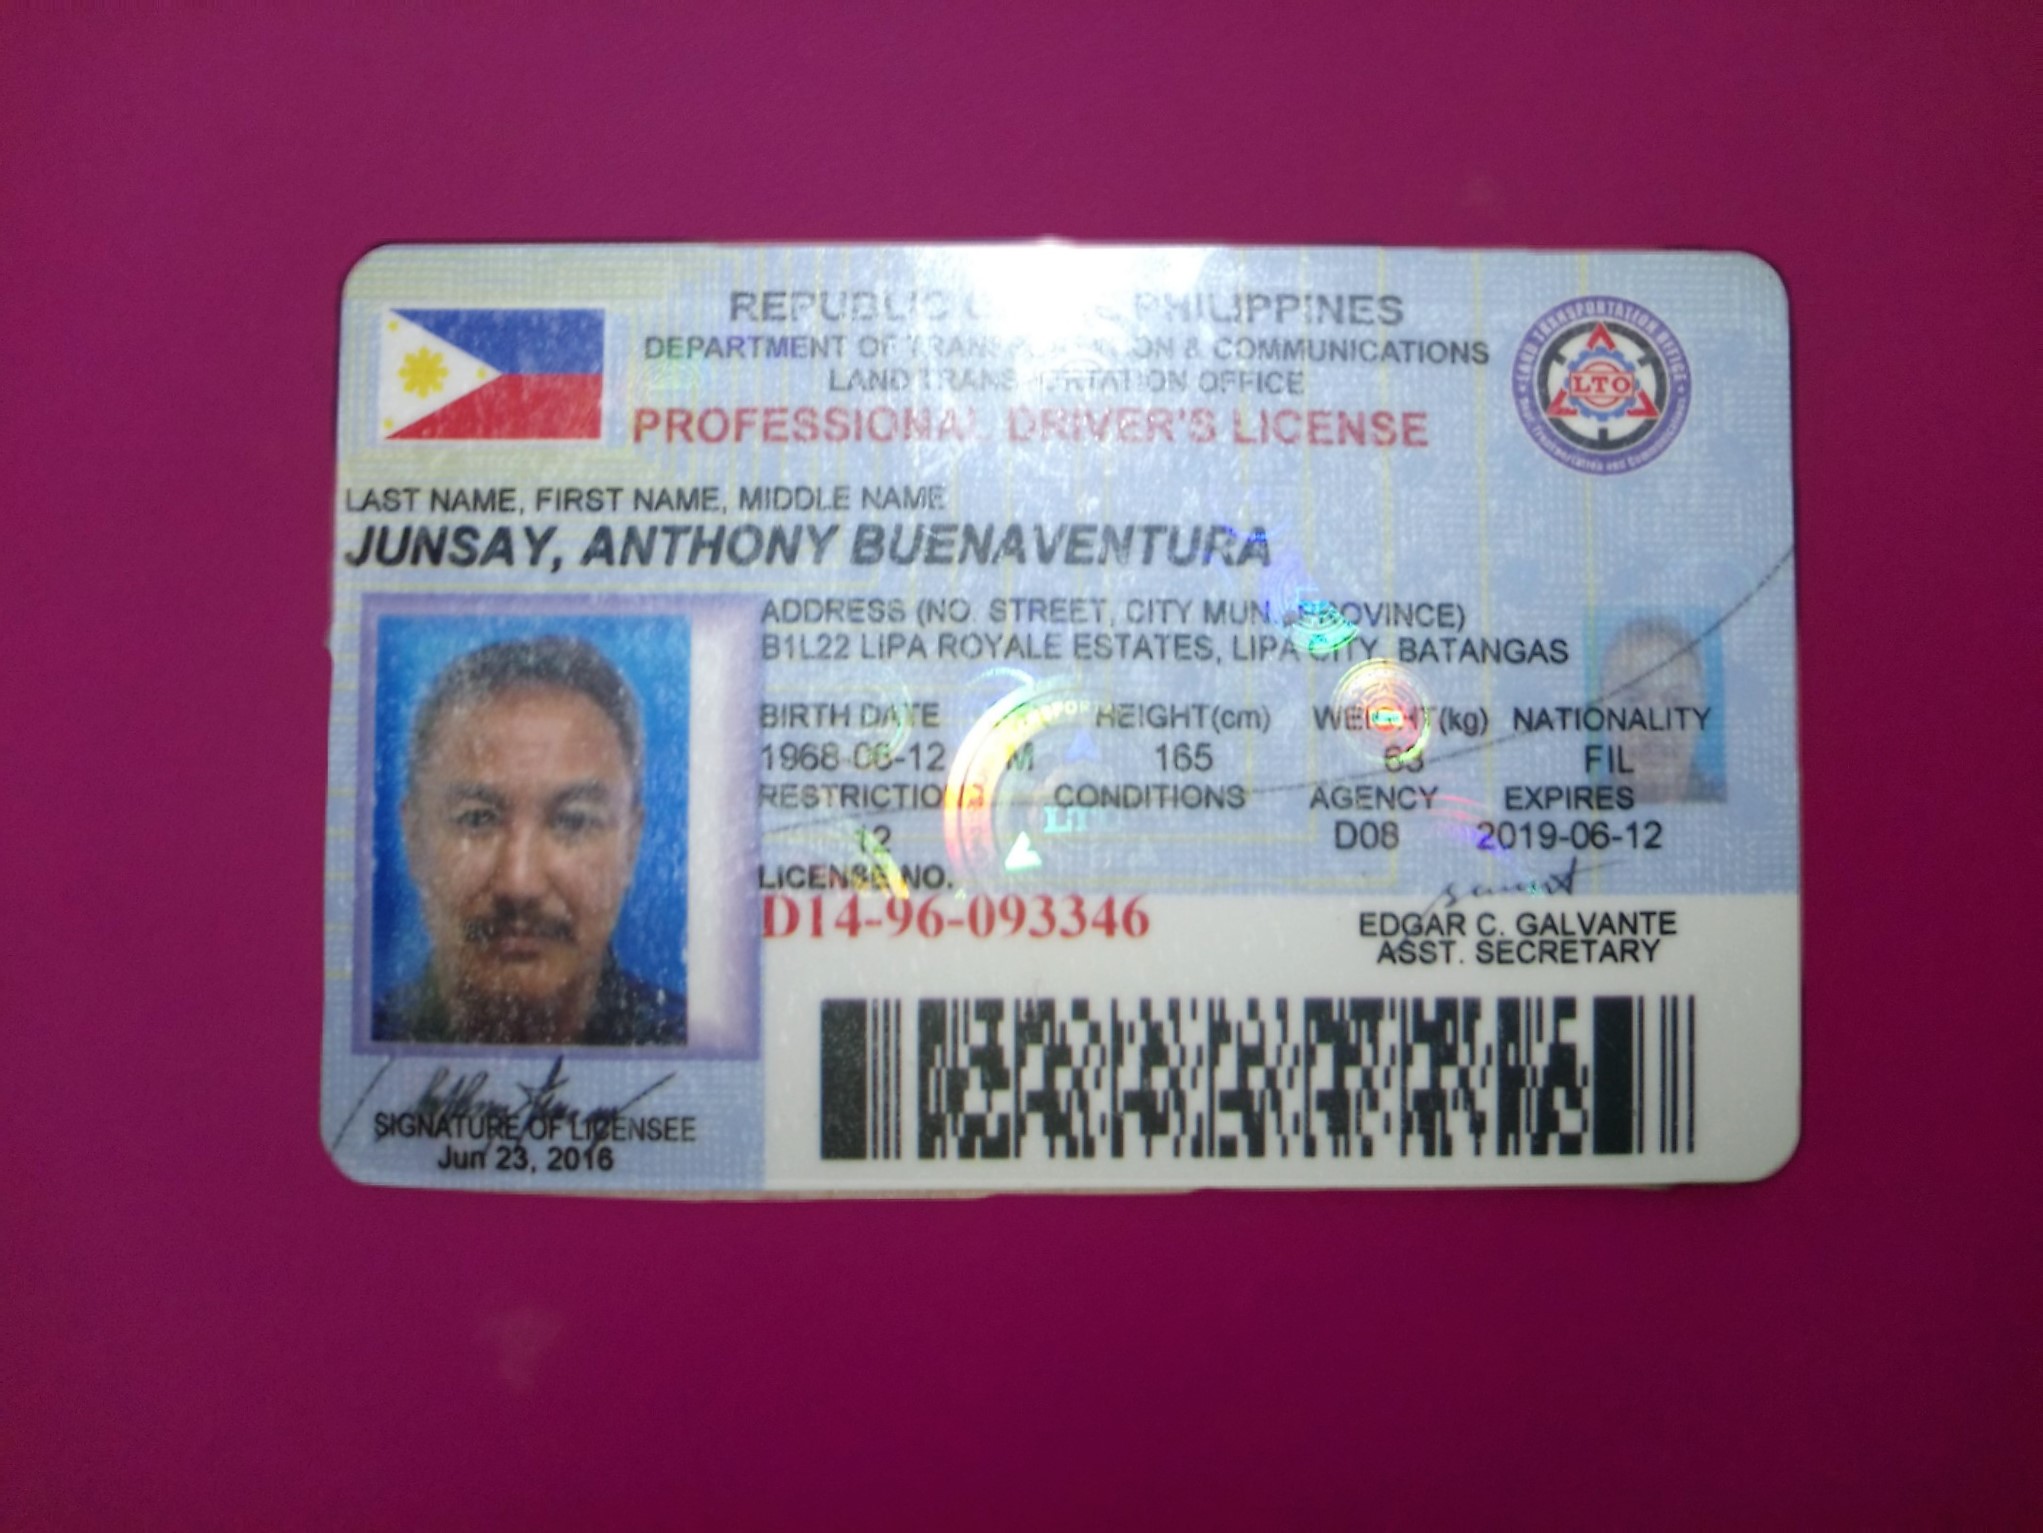 REPUBLIC PHILIPPINES
DEPARTMENT OF TRANSPORTATION & COMMUNICATIONS
LAND TRANSPORTATION OFFICE
PROFESSIONAL DRIVER'S LICENSE
LAND TRANSPORTATION OFFICE
LTO
LAST NAME, FIRST NAME, MIDDLE NAME
JUNSAY, ANTHONY BUENAVENTURA
ADDRESS (NO. STREET, CITY MUN. PROVINCE)
B1L22 LIPA ROYALE ESTATES, LIPA CITY, BATANGAS
BIRTH DATE HEIGHT(cm) WEIGHT(kg) NATIONALITY
1968-06-12 M 165 63 FIL
RESTRICTIONS CONDITIONS AGENCY EXPIRES
12 D08 2019-06-12
LICENSE NO.
D14-96-093346
EDGAR C. GALVANTE
ASST. SECRETARY
SIGNATURE OF LICENSEE
Jun 23, 2016